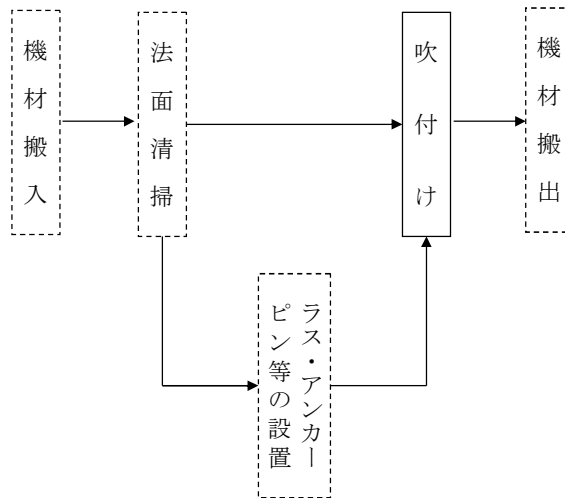 機材搬入
法面清掃
吹付け
機材搬出
ラス・アンカー
ピン等の設置